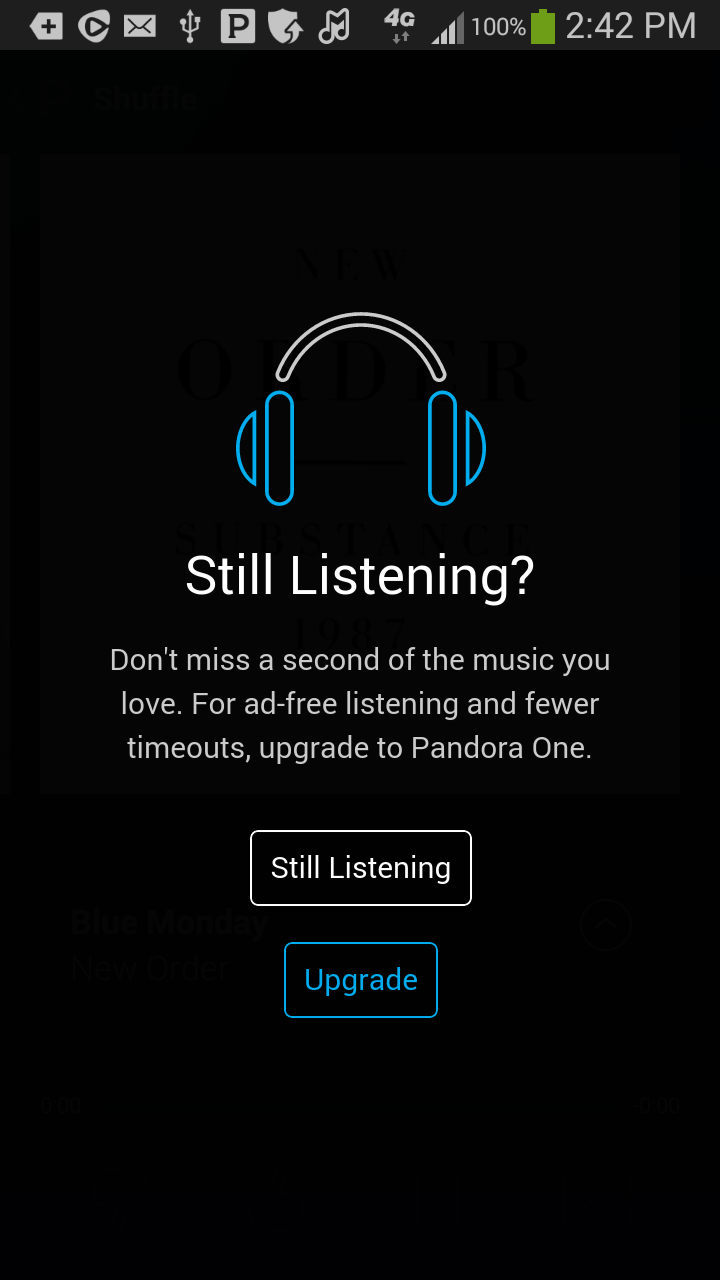 4G 100% 2:42 PM
Shuffle
NEW
ORDER
SUBSTANCE
1987
Still Listening?
Don't miss a second of the music you
love. For ad-free listening and fewer
timeouts, upgrade to Pandora One.
Still Listening
Blue Monday
New Order
Upgrade
0:00 -0:00